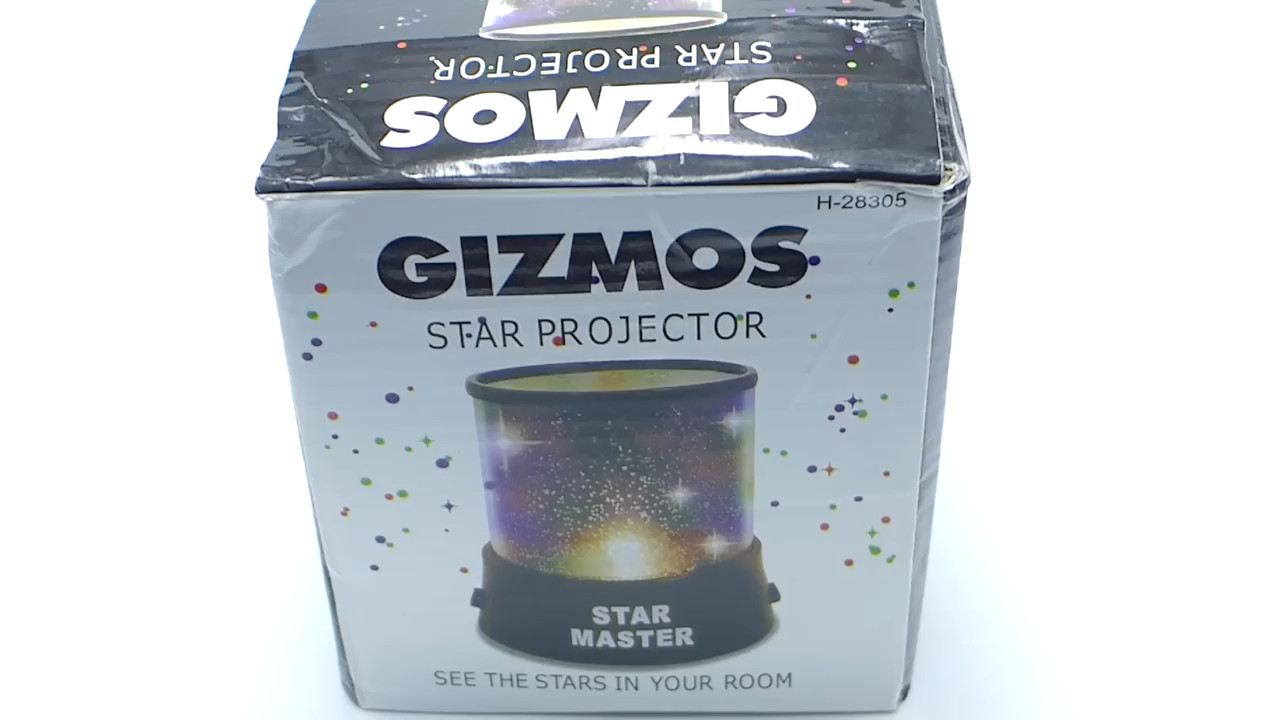 STAR PROJECTOR
GIZMOS
H-28305
GIZMOS
STAR PROJECTOR
STAR
MASTER
SEE THE STARS IN YOUR ROOM